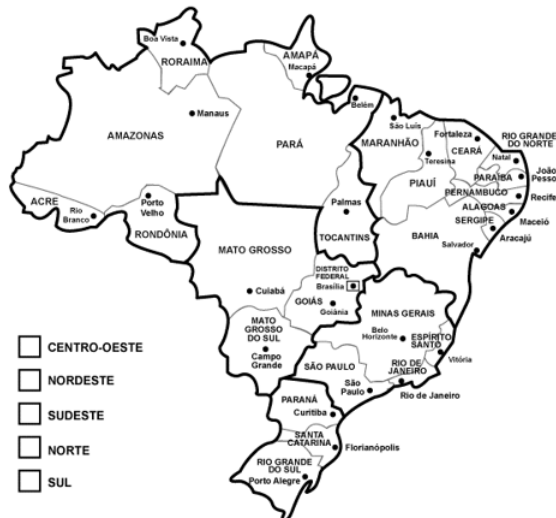 Boa Vista
RORAIMA
AMAPÁ
Macapá
Manaus
AMAZONAS
PARÁ
Belém
São Luís
MARANHÃO
Fortaleza
CEARÁ
RIO GRANDE
DO NORTE
Natal
Teresina
PIAUÍ
PARAÍBA
João
Pesso
PERNAMBUCO
Recife
ALAGOAS
Maceió
SERGIPE
Aracajú
ACRE
Rio
Branco
Porto
Velho
RONDÔNIA
Palmas
TOCANTINS
BAHIA
Salvador
MATO GROSSO
Cuiabá
DISTRITO
FEDERAL
Brasília
GOIÁS
Goiânia
MINAS GERAIS
Belo
Horizonte
ESPÍRITO
SANTO
Vitória
MATO
GROSSO
DO SUL
Campo
Grande
SÃO PAULO
São
Paulo
RIO DE
JANEIRO
Rio de Janeiro
PARANÁ
Curitiba
SANTA
CATARINA
Florianópolis
RIO GRANDE
DO SUL
Porto Alegre
CENTRO-OESTE
NORDESTE
SUDESTE
NORTE
SUL